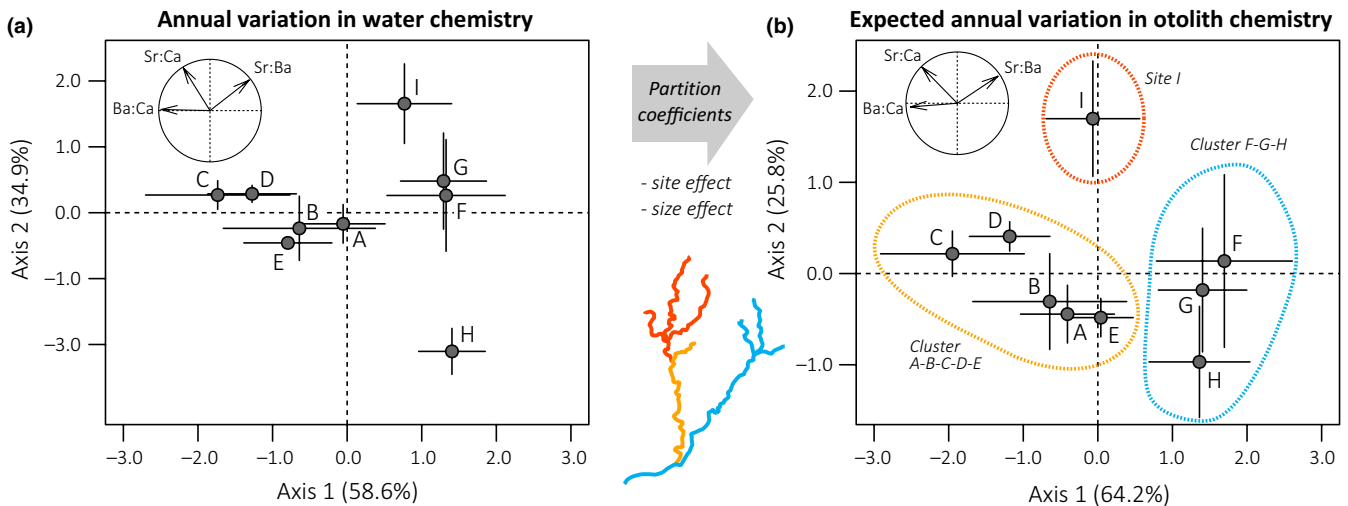 (a)
Annual variation in water chemistry
Sr:Ca
Sr:Ba
Ba:Ca
I
G
F
C
D
B
A
E
H
2.0
1.0
0.0
−1.0
−3.0
Axis 2 (34.9%)
−3.0 −2.0 −1.0 0.0 1.0 2.0 3.0
Axis 1 (58.6%)
Partition
coefficients
- site effect
- size effect
(b)
Expected annual variation in otolith chemistry
Sr:Ca
Sr:Ba
Ba:Ca
Site I
I
Cluster F-G-H
F
G
H
D
C
B
A
E
Cluster
A-B-C-D-E
2.0
1.0
0.0
−1.0
Axis 2 (25.8%)
−3.0 −2.0 −1.0 0.0 1.0 2.0 3.0
Axis 1 (64.2%)